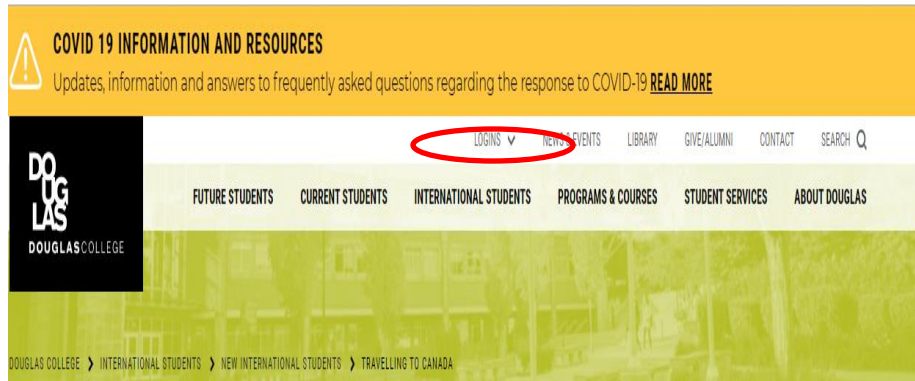 COVID 19 INFORMATION AND RESOURCES
Updates, information and answers to frequently asked questions regarding the response to COVID-19 READ MORE
LOGINS NEWS & EVENTS LIBRARY GIVE/ALUMNI CONTACT SEARCH
DO
UG
LAS
DOUGLASCOLLEGE
FUTURE STUDENTS CURRENT STUDENTS INTERNATIONAL STUDENTS PROGRAMS & COURSES STUDENT SERVICES ABOUT DOUGLAS
DOUGLAS COLLEGE > INTERNATIONAL STUDENTS > NEW INTERNATIONAL STUDENTS > TRAVELLING TO CANADA